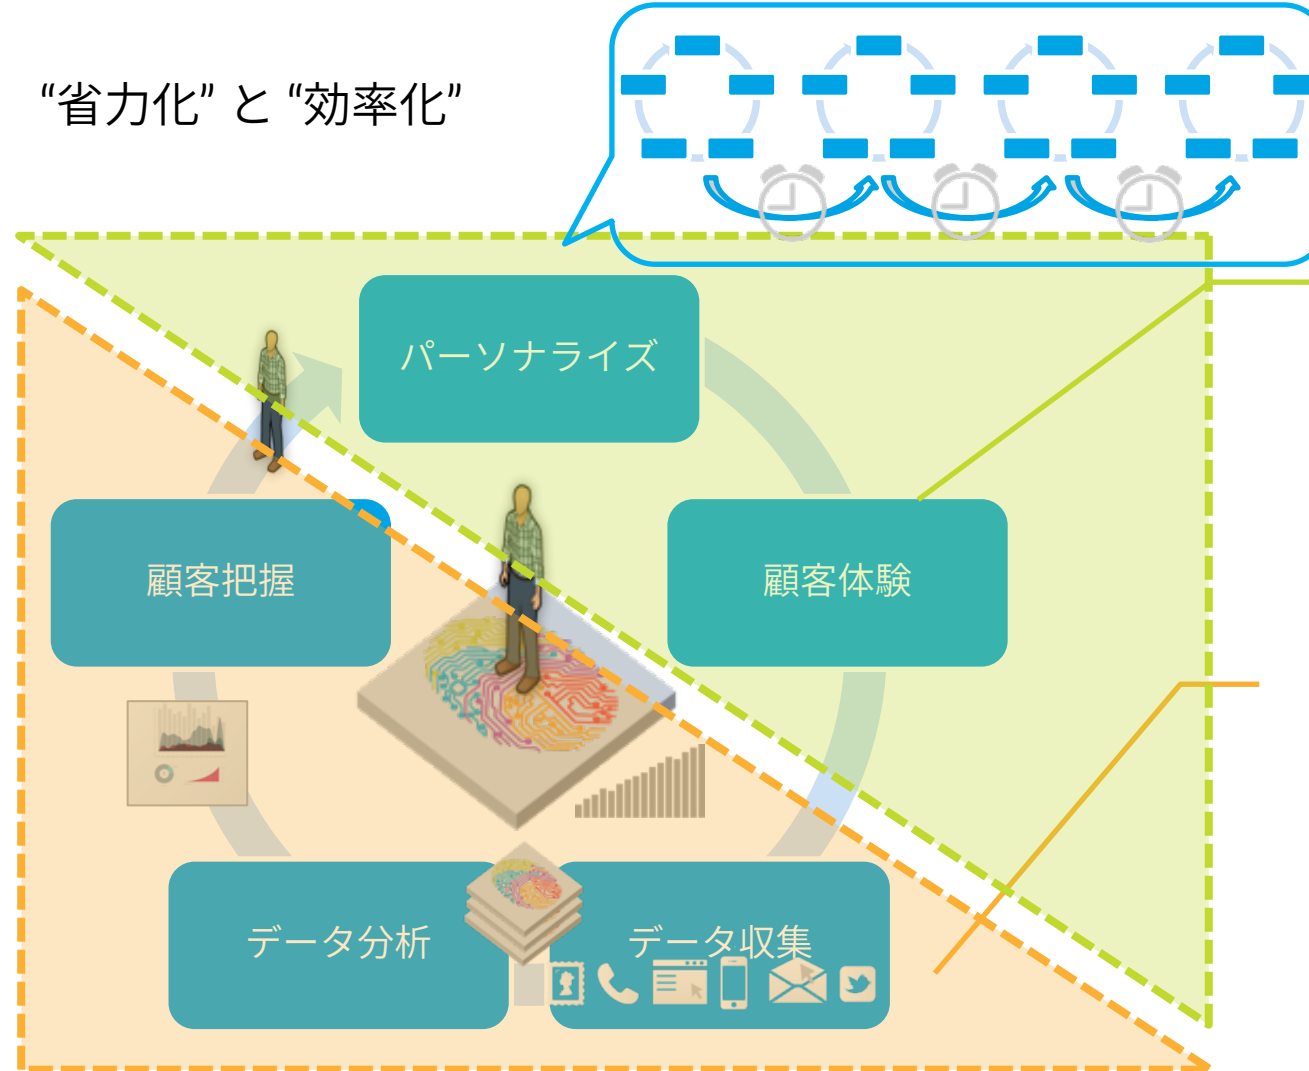 “省力化” と “効率化”
パーソナライズ
顧客把握
顧客体験
データ分析
データ収集